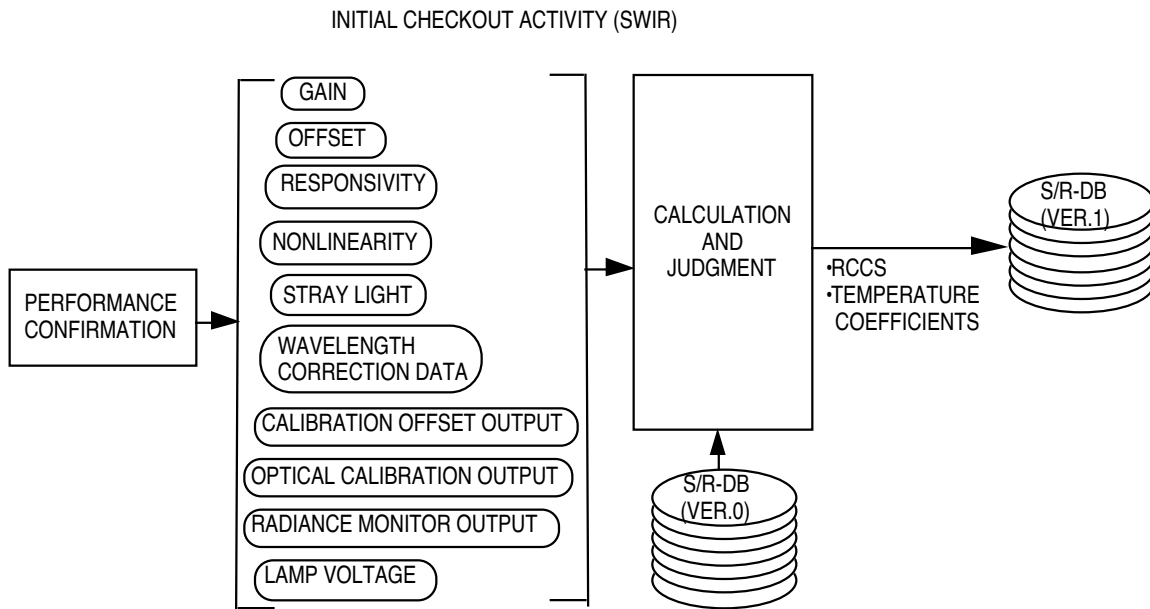 INITIAL CHECKOUT ACTIVITY (SWIR)
PERFORMANCE
CONFIRMATION
GAIN
OFFSET
RESPONSIVITY
NONLINEARITY
STRAY LIGHT
WAVELENGTH
CORRECTION DATA
CALIBRATION OFFSET OUTPUT
OPTICAL CALIBRATION OUTPUT
RADIANCE MONITOR OUTPUT
LAMP VOLTAGE
CALCULATION
AND
JUDGMENT
S/R-DB
(VER.0)
•RCCS
•TEMPERATURE
COEFFICIENTS
S/R-DB
(VER.1)